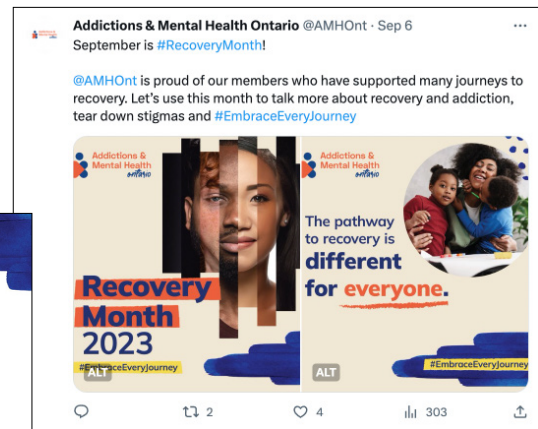 Addictions & Mental Health Ontario @AMHOnt · Sep 6
September is #RecoveryMonth!
@AMHOnt is proud of our members who have supported many journeys to
recovery. Let's use this month to talk more about recovery and addiction,
tear down stigmas and #EmbraceEveryJourney
Addictions &
Mental Health
ontario
Recovery
Month
2023
#EmbraceEveryJourney
ALT
Addictions &
Mental Health
ontario
The pathway
to recovery is
different
for everyone.
#EmbraceEveryJourney
ALT
2
4
303